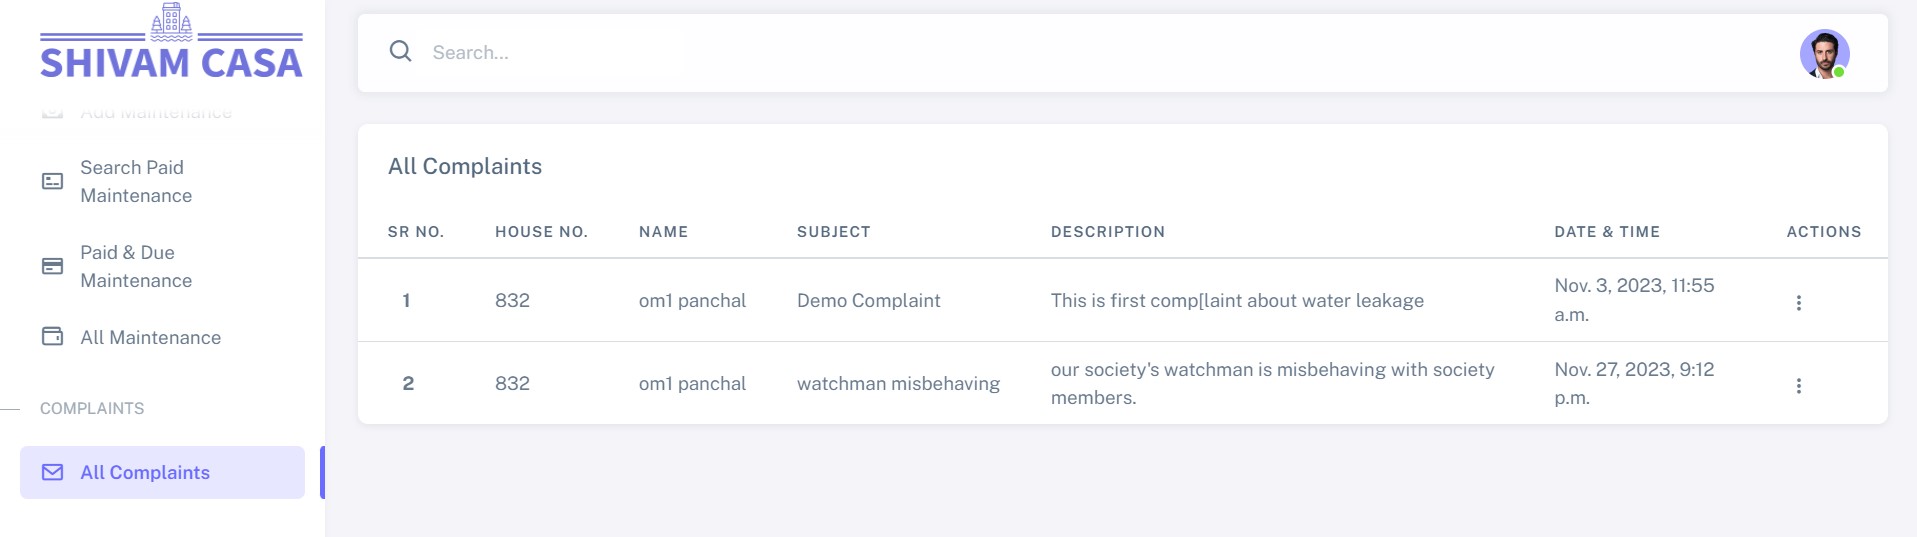 SHIVAM CASA
Add Maintenance
Search Paid
Maintenance
Paid & Due
Maintenance
All Maintenance
COMPLAINTS
All Complaints
Search...
All Complaints
SR NO. HOUSE NO. NAME SUBJECT DESCRIPTION DATE & TIME ACTIONS
1 832 om1 panchal Demo Complaint This is first comp[laint about water leakage Nov. 3, 2023, 11:55
a.m.
2 832 om1 panchal watchman misbehaving our society's watchman is misbehaving with society Nov. 27, 2023, 9:12
members. p.m.